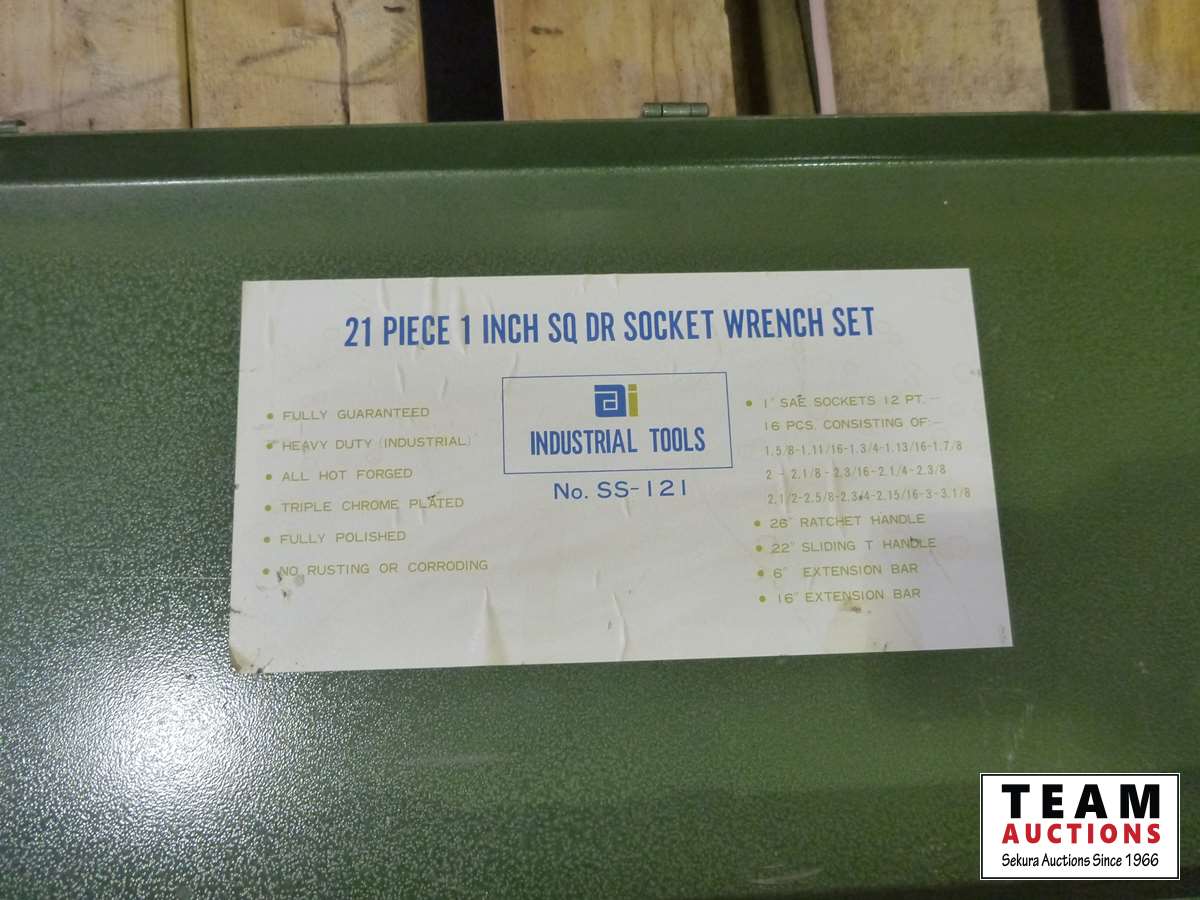 21 PIECE 1 INCH SQ DR SOCKET WRENCH SET
• FULLY GUARANTEED
• HEAVY DUTY (INDUSTRIAL)
• ALL HOT FORGED
• TRIPLE CHROME PLATED
• FULLY POLISHED
• NO RUSTING OR CORRODING
ai
INDUSTRIAL TOOLS
No. SS-121
• 1" SAE SOCKETS 12 PT.—
16 PCS. CONSISTING OF:—
1.5/8-1.11/16-1.3/4-1.13/16-1.7/8
2 - 2.1/8 - 2.3/16-2.1/4-2.3/8
2.1/2-2.5/8-2.3/4-2.15/16-3-3.1/8
• 26" RATCHET HANDLE
• 22" SLIDING T HANDLE
• 6" EXTENSION BAR
• 16" EXTENSION BAR
TEAM
AUCTIONS
Sekura Auctions Since 1966